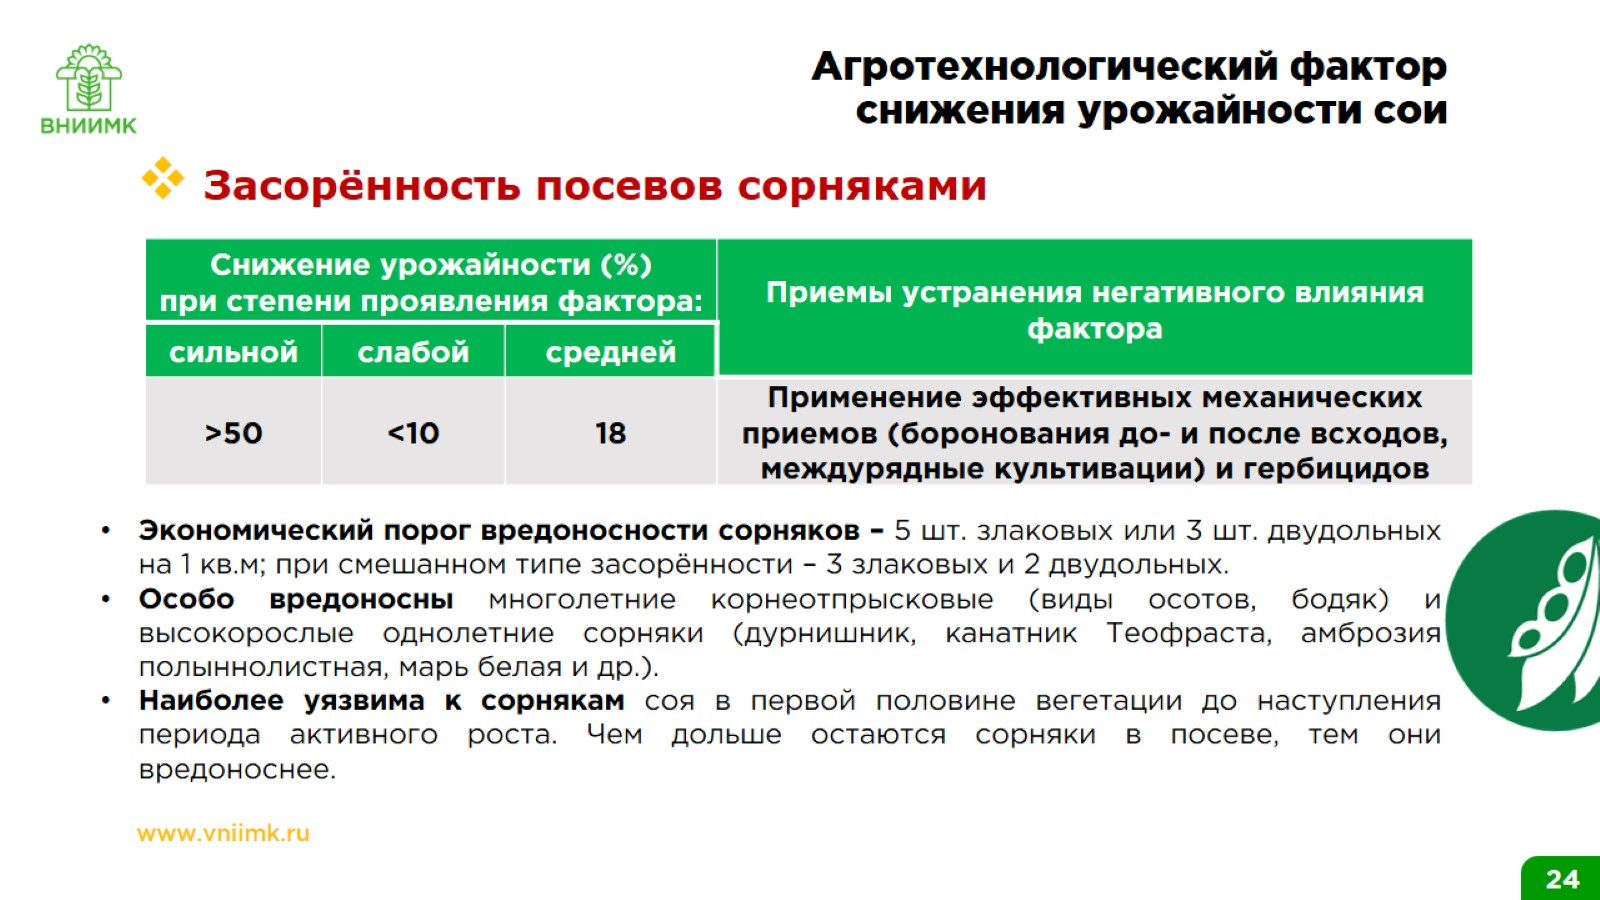 ВНИИМК
Агротехнологический фактор
снижения урожайности сои
Засорённость посевов сорняками
Снижение урожайности (%)
при степени проявления фактора:
Приемы устранения негативного влияния
фактора
сильной слабой средней
>50 <10 18
Применение эффективных механических
приемов (боронования до- и после всходов,
междурядные культивации) и гербицидов
• Экономический порог вредоносности сорняков – 5 шт. злаковых или 3 шт. двудольных
на 1 кв.м; при смешанном типе засорённости – 3 злаковых и 2 двудольных.
• Особо вредоносны многолетние корнеотпрысковые (виды осотов, бодяк) и
высокорослые однолетние сорняки (дурнишник, канатник Теофраста, амброзия
полыннолистная, марь белая и др.).
• Наиболее уязвима к сорнякам соя в первой половине вегетации до наступления
периода активного роста. Чем дольше остаются сорняки в посеве, тем они
вредоноснее.
www.vniimk.ru
24